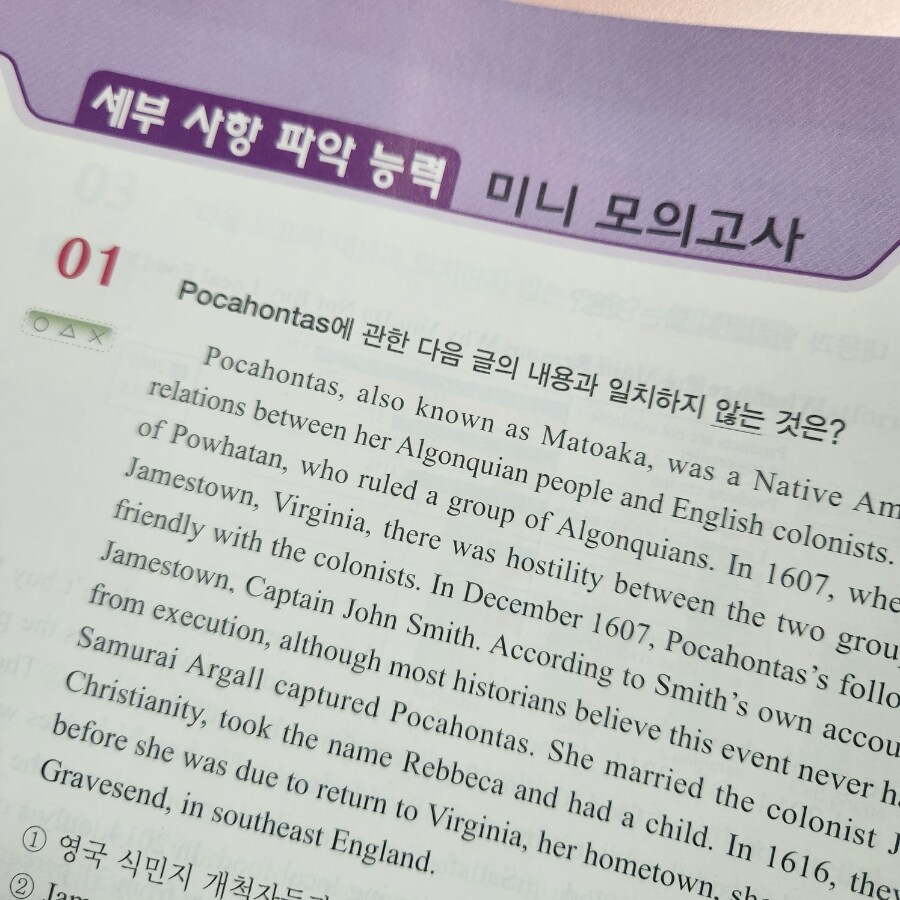 세부 사항 파악 능력 미니 모의고사
01
Pocahontas에 관한 다음 글의 내용과 일치하지 않는 것은?
Pocahontas, also known as Matoaka, was a Native Am
relations between her Algonquian people and English colonists.
of Powhatan, who ruled a group of Algonquians. In 1607, whe
Jamestown, Virginia, there was hostility between the two grou
friendly with the colonists. In December 1607, Pocahontas's follo
Jamestown, Captain John Smith. According to Smith's own accou
from execution, although most historians believe this event never ha
Samurai Argall captured Pocahontas. She married the colonist J
Christianity, took the name Rebbeca and had a child. In 1616, they
before she was due to return to Virginia, her hometown, she
Gravesend, in southeast England.
① 영국 식민지 개척자
② Jam